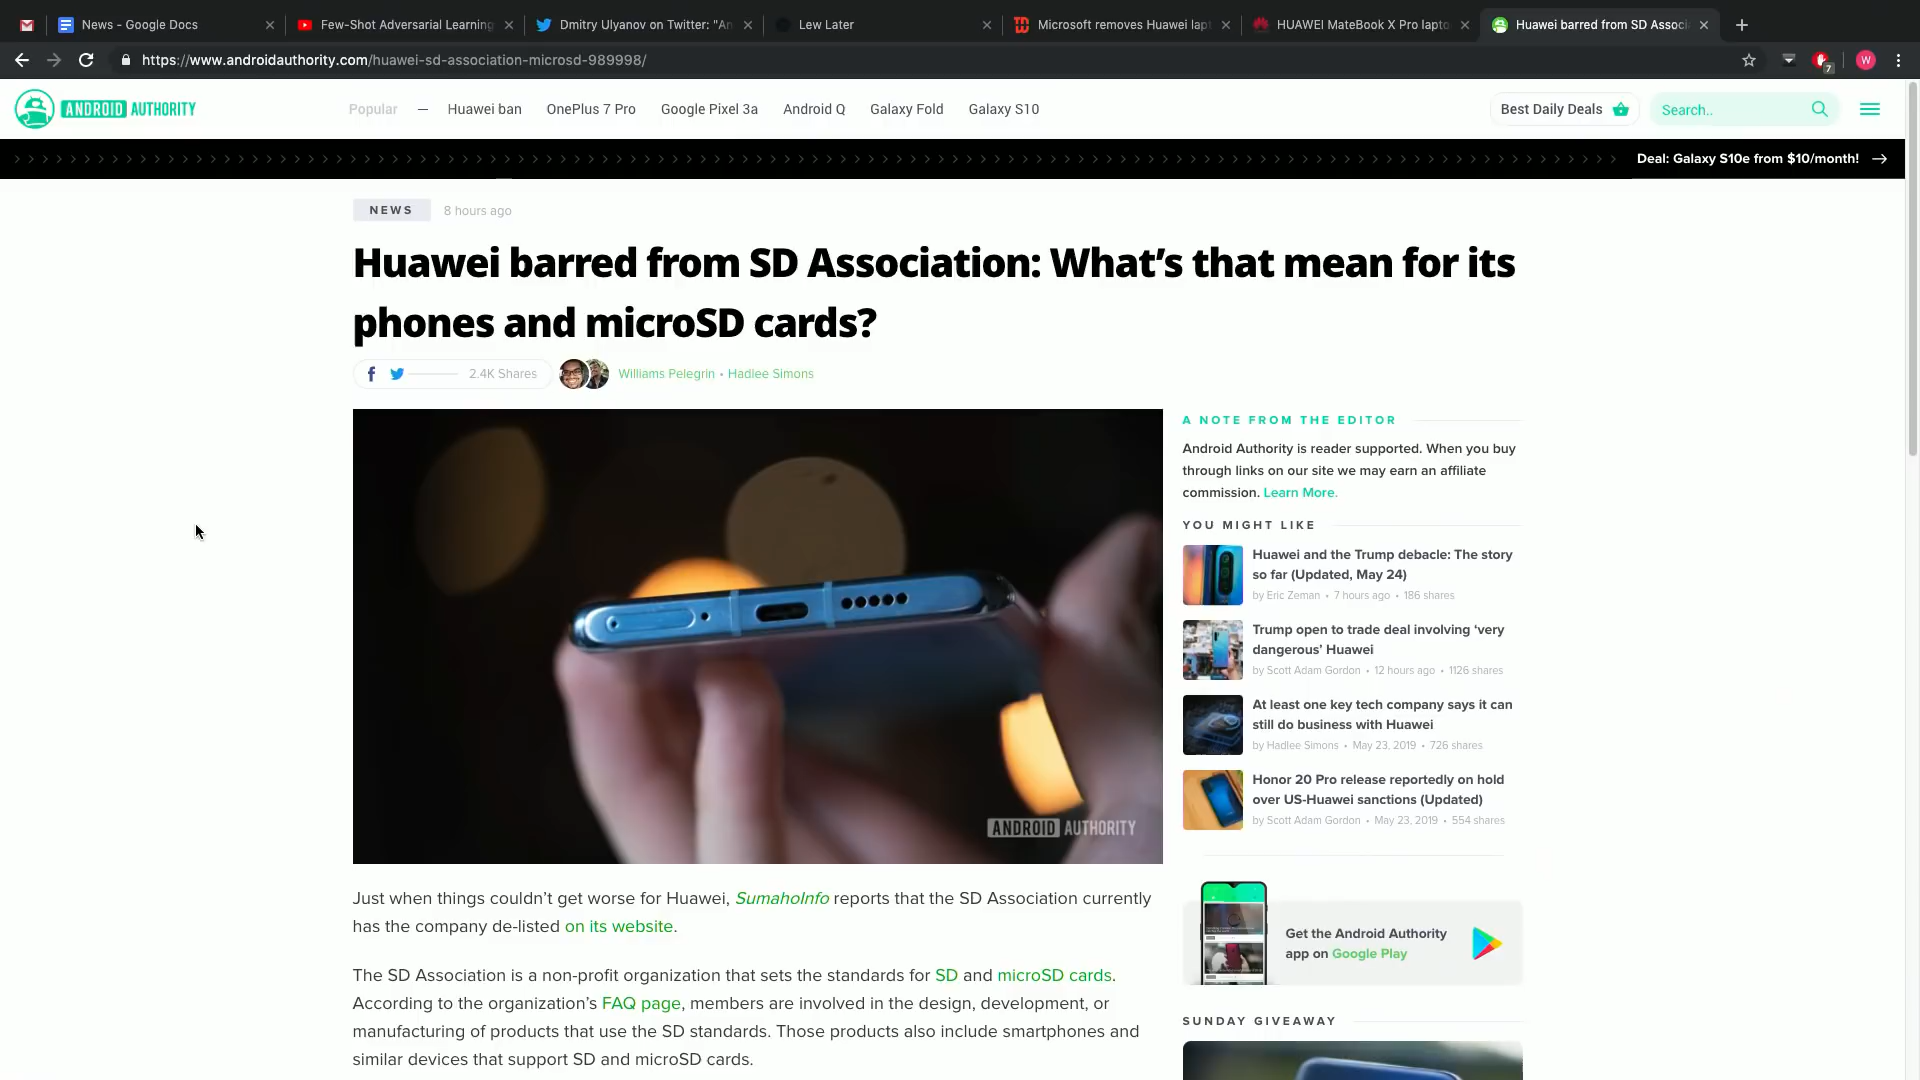 News - Google Docs
Few-Shot Adversarial Learning
Dmitry Ulyanov on Twitter: "An
Lew Later
Microsoft removes Huawei lap
HUAWEI MateBook X Pro lapto
Huawei barred from SD Associ
https://www.androidauthority.com/huawei-sd-association-microsd-989998/
7
W
ANDROID AUTHORITY
Popular — Huawei ban OnePlus 7 Pro Google Pixel 3a Android Q Galaxy Fold Galaxy S10
Best Daily Deals
Search..
Deal: Galaxy S10e from $10/month! →
NEWS 8 hours ago
Huawei barred from SD Association: What's that mean for its
phones and microSD cards?
2.4K Shares
Williams Pelegrin • Hadlee Simons
ANDROID AUTHORITY
Just when things couldn't get worse for Huawei, SumahoInfo reports that the SD Association currently
has the company de-listed on its website.
The SD Association is a non-profit organization that sets the standards for SD and microSD cards.
According to the organization's FAQ page, members are involved in the design, development, or
manufacturing of products that use the SD standards. Those products also include smartphones and
similar devices that support SD and microSD cards.
A NOTE FROM THE EDITOR
Android Authority is reader supported. When you buy
through links on our site we may earn an affiliate
commission. Learn More.
YOU MIGHT LIKE
Huawei and the Trump debacle: The story
so far (Updated, May 24)
by Eric Zeman • 7 hours ago • 186 shares
Trump open to trade deal involving 'very
dangerous' Huawei
by Scott Adam Gordon • 12 hours ago • 1126 shares
At least one key tech company says it can
still do business with Huawei
by Hadlee Simons • May 23, 2019 • 726 shares
Honor 20 Pro release reportedly on hold
over US-Huawei sanctions (Updated)
by Scott Adam Gordon • May 23, 2019 • 554 shares
Get the Android Authority
app on Google Play
SUNDAY GIVEAWAY